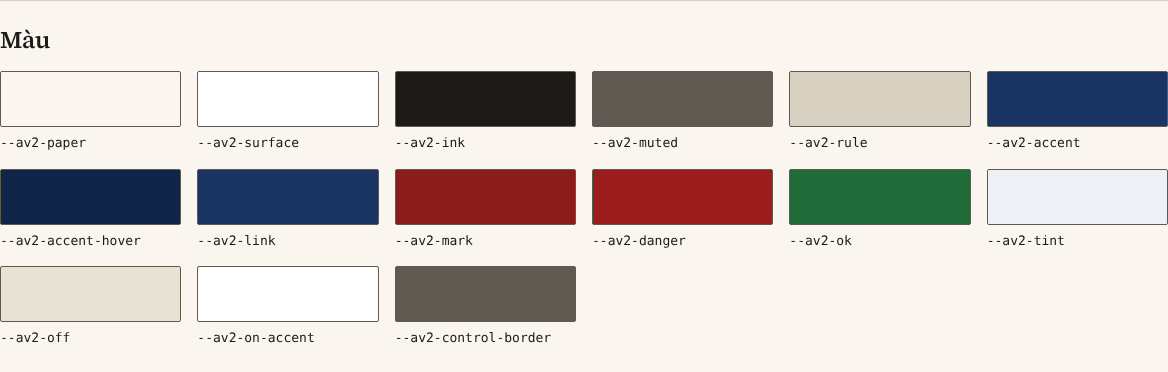 Màu
--av2-paper
--av2-surface
--av2-ink
--av2-muted
--av2-rule
--av2-accent
--av2-accent-hover
--av2-link
--av2-mark
--av2-danger
--av2-ok
--av2-tint
--av2-off
--av2-on-accent
--av2-control-border